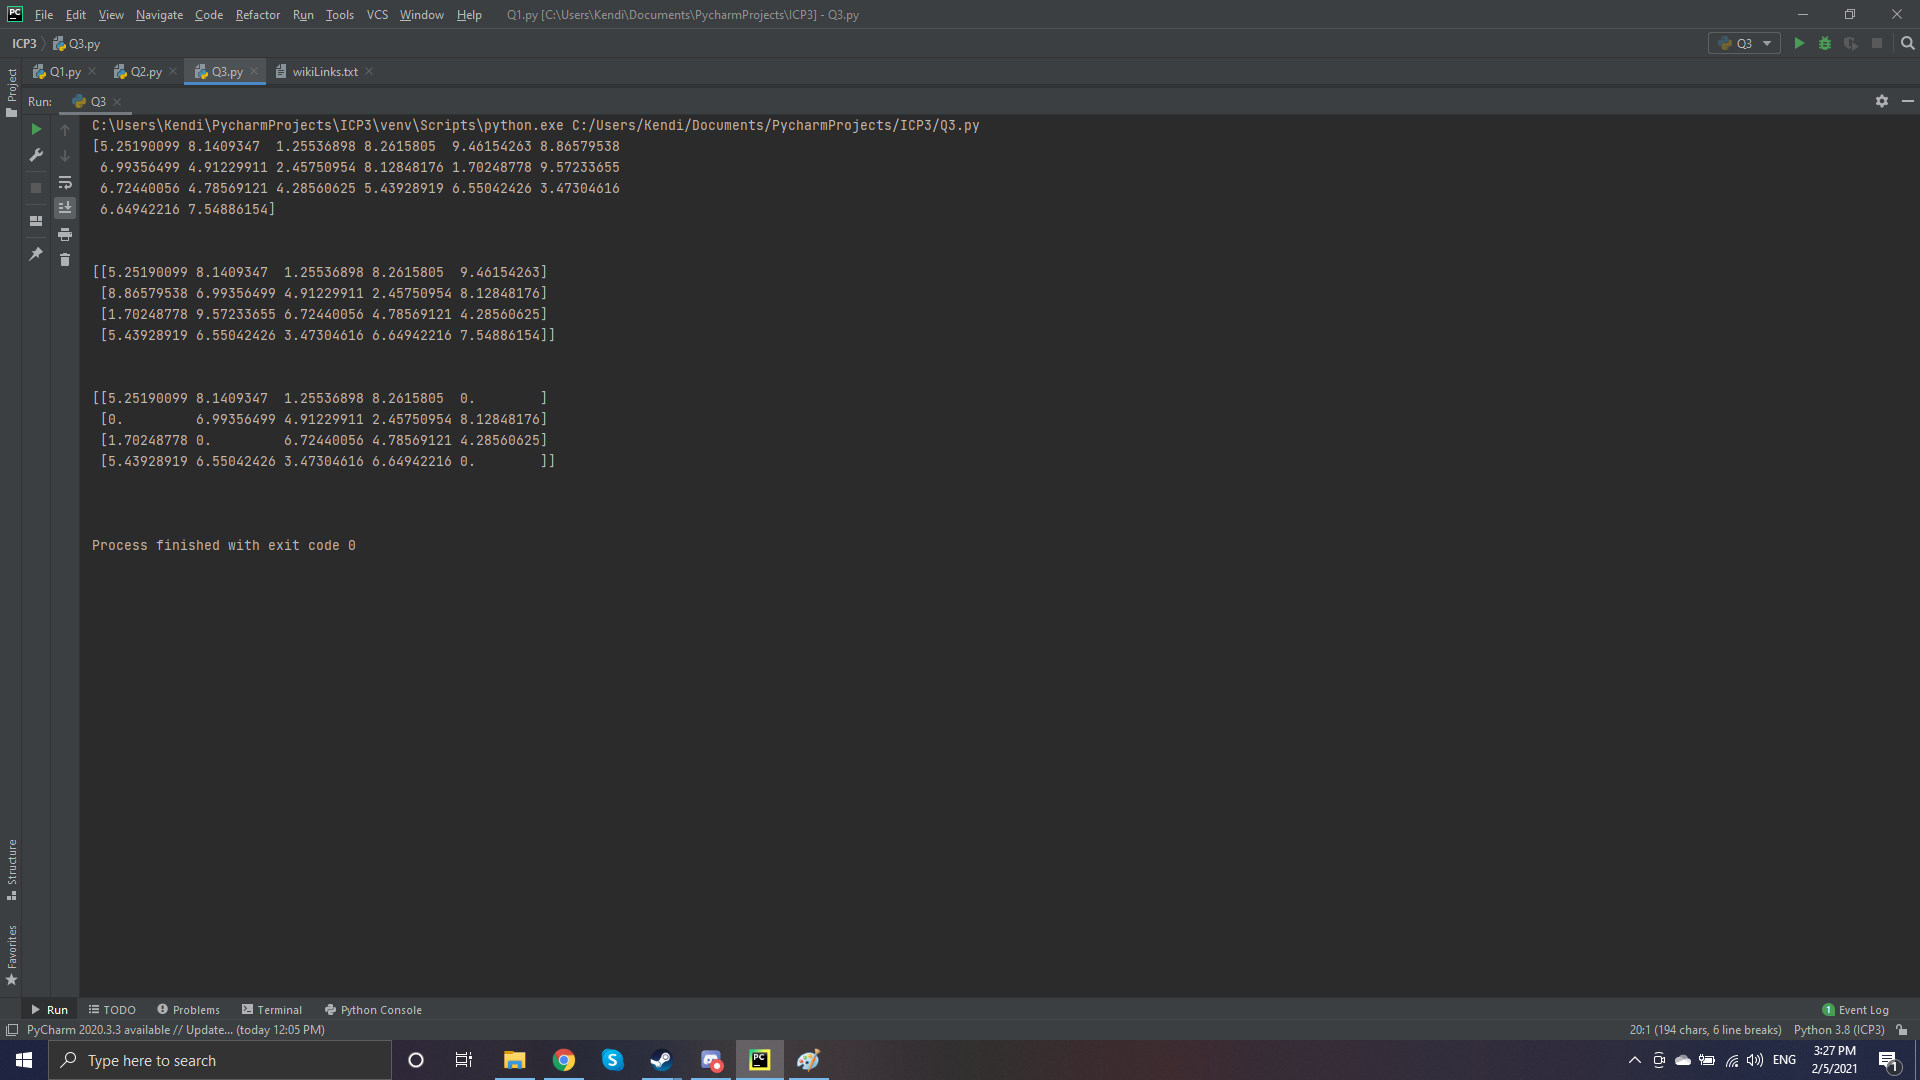 PC File Edit View Navigate Code Refactor Run Tools VCS Window Help Q1.py [C:\Users\Kendi\Documents\PycharmProjects\ICP3] - Q3.py
ICP3 Q3.py Q3
Q1.py Q2.py Q3.py wikiLinks.txt
Project
Run: Q3
C:\Users\Kendi\PycharmProjects\ICP3\venv\Scripts\python.exe C:/Users/Kendi/Documents/PycharmProjects/ICP3/Q3.py
[5.25190099 8.1409347  1.25536898 8.2615805  9.46154263 8.86579538
 6.99356499 4.91229911 2.45750954 8.12848176 1.70248778 9.57233655
 6.72440056 4.78569121 4.28560625 5.43928919 6.55042426 3.47304616
 6.64942216 7.54886154]
[[5.25190099 8.1409347  1.25536898 8.2615805  9.46154263]
 [8.86579538 6.99356499 4.91229911 2.45750954 8.12848176]
 [1.70248778 9.57233655 6.72440056 4.78569121 4.28560625]
 [5.43928919 6.55042426 3.47304616 6.64942216 7.54886154]]
[[5.25190099 8.1409347  1.25536898 8.2615805  0.        ]
 [0.         6.99356499 4.91229911 2.45750954 8.12848176]
 [1.70248778 0.         6.72440056 4.78569121 4.28560625]
 [5.43928919 6.55042426 3.47304616 6.64942216 0.        ]]
Process finished with exit code 0
Structure
Favorites
Run TODO Problems Terminal Python Console 1 Event Log
PyCharm 2020.3.3 available // Update... (today 12:05 PM) 20:1 (194 chars, 6 line breaks) Python 3.8 (ICP3)
Type here to search S PC ENG 3:27 PM
2/5/2021 1